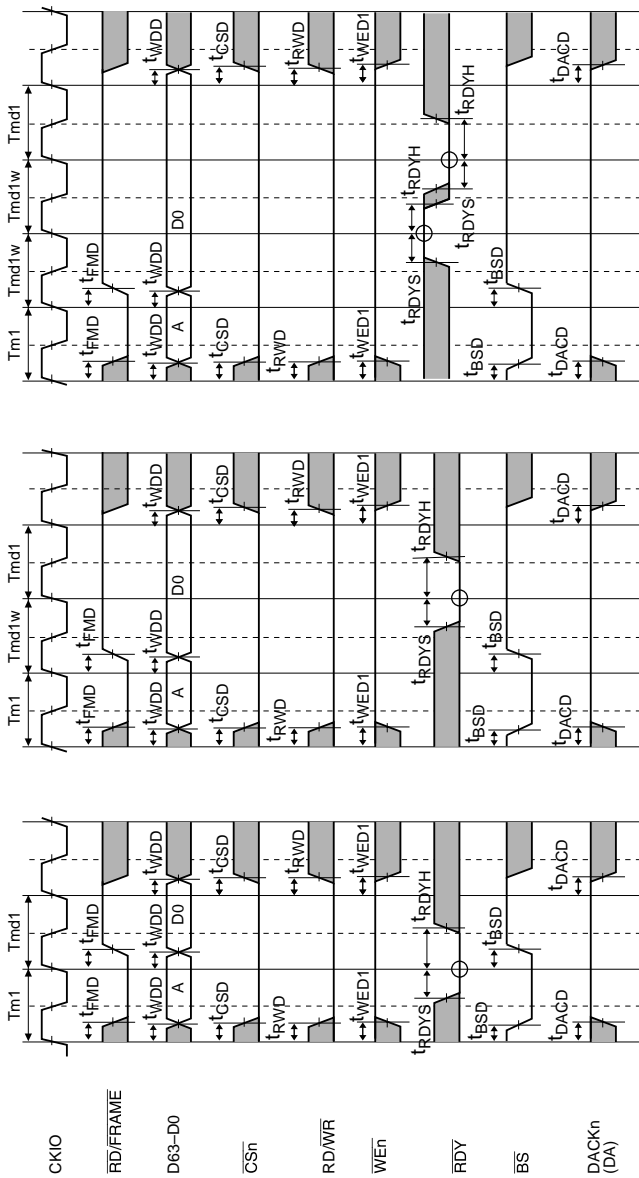 Tm1 Tmd1 Tm1 Tmd1w Tmd1 Tm1 Tmd1w Tmd1w Tmd1
CKIO
tFMD tFMD tFMD tFMD tFMD tFMD
RD/FRAME
tWDD tWDD tWDD tWDD tWDD tWDD tWDD tWDD tWDD
D63–D0 A D0 A D0 A D0
tCSD tCSD tCSD tCSD tCSD tCSD
CSn
tRWD tRWD tRWD tRWD tRWD tRWD
RD/WR
tWED1 tWED1 tWED1 tWED1 tWED1 tWED1
WEn
tRDYS tRDYH tRDYS tRDYH tRDYS tRDYH tRDYS tRDYH
RDY
tBSD tBSD tBSD tBSD tBSD tBSD
BS
tDACD tDACD tDACD tDACD tDACD tDACD
DACKn
(DA)